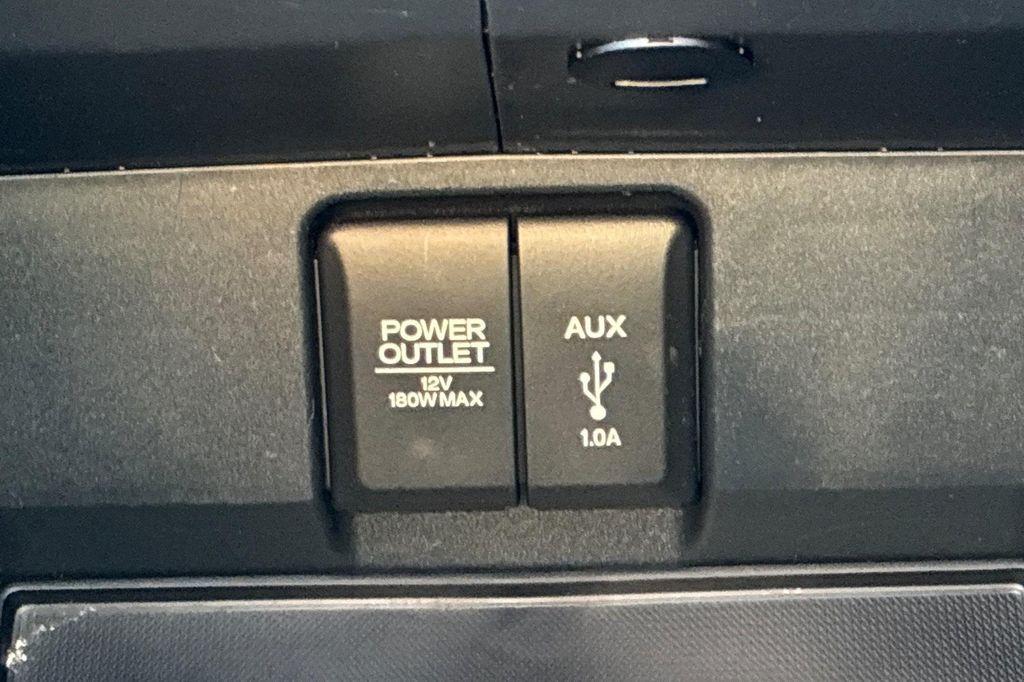 POWER
OUTLET
12V
180W MAX
AUX
1.0A